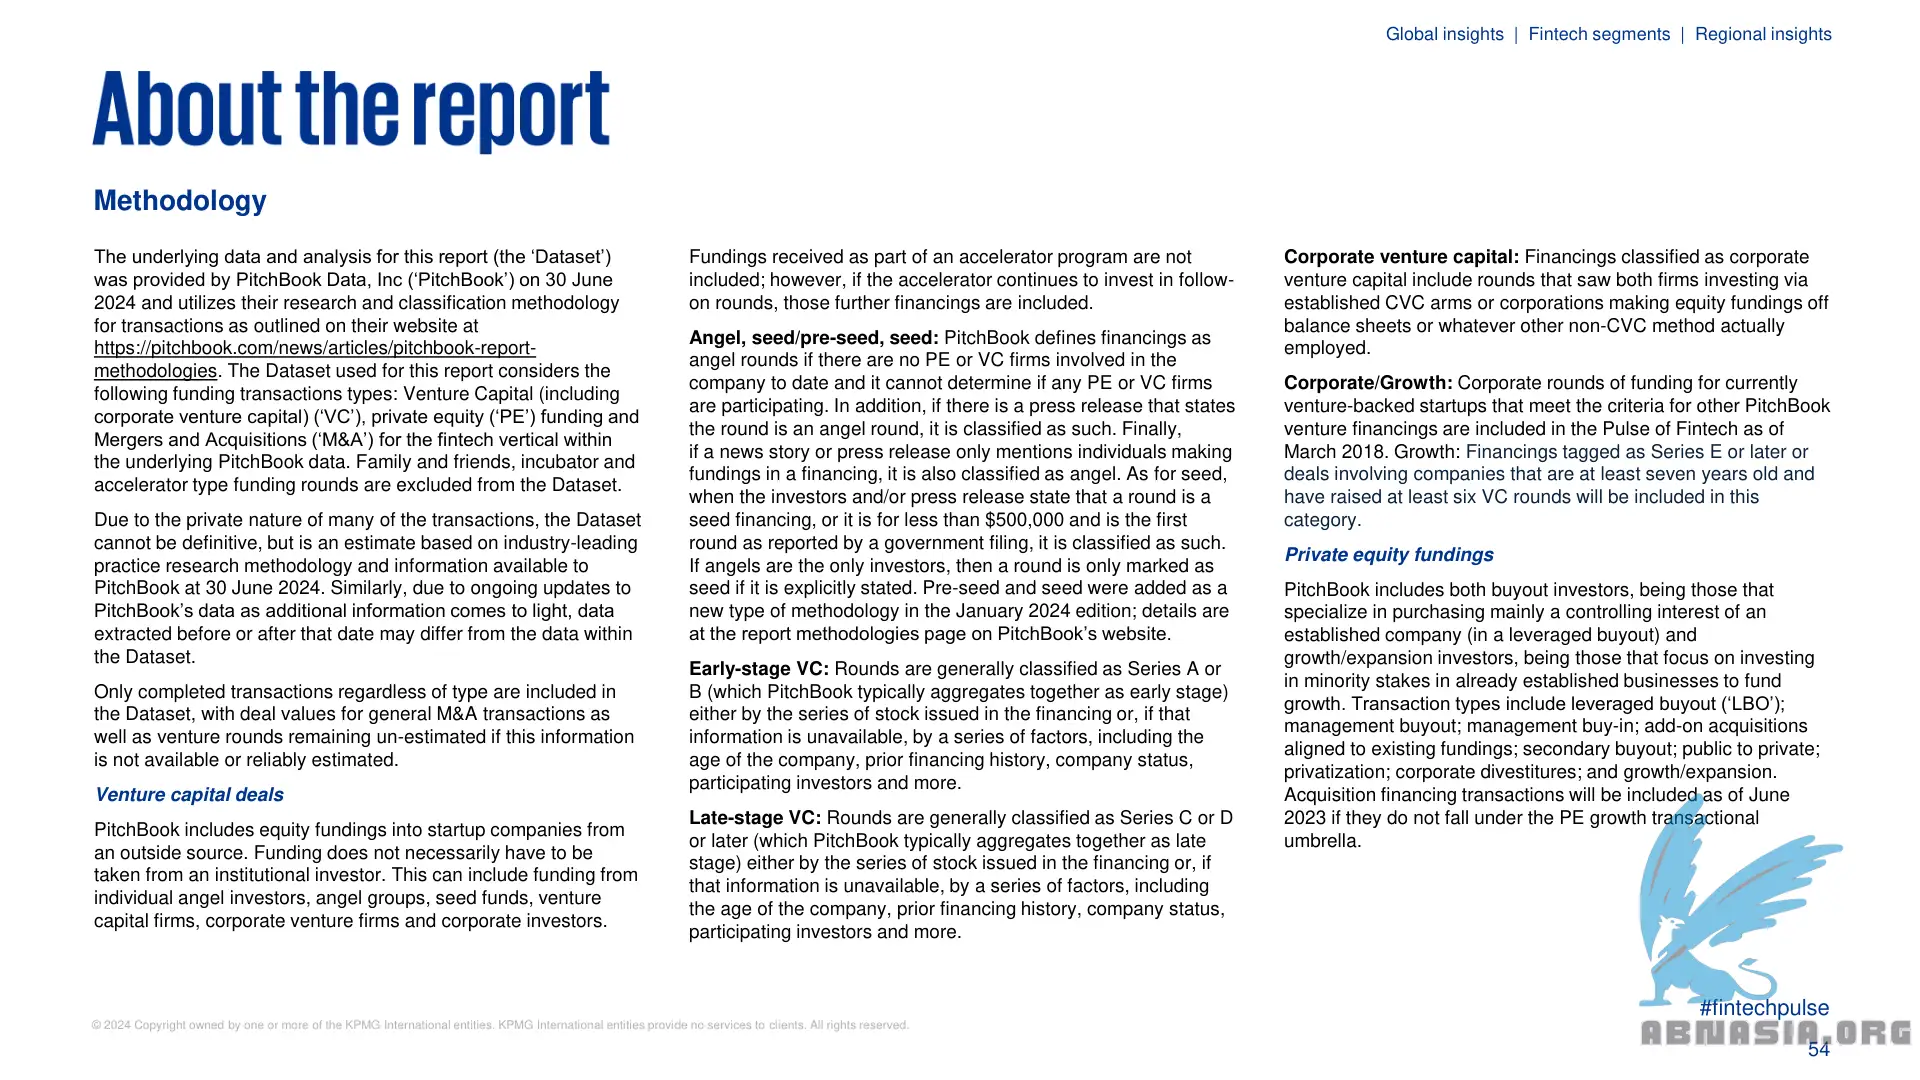 Global insights | Fintech segments | Regional insights
About the report
Methodology
The underlying data and analysis for this report (the ‘Dataset’)
was provided by PitchBook Data, Inc (‘PitchBook’) on 30 June
2024 and utilizes their research and classification methodology
for transactions as outlined on their website at
https://pitchbook.com/news/articles/pitchbook-report-
methodologies. The Dataset used for this report considers the
following funding transactions types: Venture Capital (including
corporate venture capital) (‘VC’), private equity (‘PE’) funding and
Mergers and Acquisitions (‘M&A’) for the fintech vertical within
the underlying PitchBook data. Family and friends, incubator and
accelerator type funding rounds are excluded from the Dataset.
Due to the private nature of many of the transactions, the Dataset
cannot be definitive, but is an estimate based on industry-leading
practice research methodology and information available to
PitchBook at 30 June 2024. Similarly, due to ongoing updates to
PitchBook’s data as additional information comes to light, data
extracted before or after that date may differ from the data within
the Dataset.
Only completed transactions regardless of type are included in
the Dataset, with deal values for general M&A transactions as
well as venture rounds remaining un-estimated if this information
is not available or reliably estimated.
Venture capital deals
PitchBook includes equity fundings into startup companies from
an outside source. Funding does not necessarily have to be
taken from an institutional investor. This can include funding from
individual angel investors, angel groups, seed funds, venture
capital firms, corporate venture firms and corporate investors.
Fundings received as part of an accelerator program are not
included; however, if the accelerator continues to invest in follow-
on rounds, those further financings are included.
Angel, seed/pre-seed, seed: PitchBook defines financings as
angel rounds if there are no PE or VC firms involved in the
company to date and it cannot determine if any PE or VC firms
are participating. In addition, if there is a press release that states
the round is an angel round, it is classified as such. Finally,
if a news story or press release only mentions individuals making
fundings in a financing, it is also classified as angel. As for seed,
when the investors and/or press release state that a round is a
seed financing, or it is for less than $500,000 and is the first
round as reported by a government filing, it is classified as such.
If angels are the only investors, then a round is only marked as
seed if it is explicitly stated. Pre-seed and seed were added as a
new type of methodology in the January 2024 edition; details are
at the report methodologies page on PitchBook’s website.
Early-stage VC: Rounds are generally classified as Series A or
B (which PitchBook typically aggregates together as early stage)
either by the series of stock issued in the financing or, if that
information is unavailable, by a series of factors, including the
age of the company, prior financing history, company status,
participating investors and more.
Late-stage VC: Rounds are generally classified as Series C or D
or later (which PitchBook typically aggregates together as late
stage) either by the series of stock issued in the financing or, if
that information is unavailable, by a series of factors, including
the age of the company, prior financing history, company status,
participating investors and more.
Corporate venture capital: Financings classified as corporate
venture capital include rounds that saw both firms investing via
established CVC arms or corporations making equity fundings off
balance sheets or whatever other non-CVC method actually
employed.
Corporate/Growth: Corporate rounds of funding for currently
venture-backed startups that meet the criteria for other PitchBook
venture financings are included in the Pulse of Fintech as of
March 2018. Growth: Financings tagged as Series E or later or
deals involving companies that are at least seven years old and
have raised at least six VC rounds will be included in this
category.
Private equity fundings
PitchBook includes both buyout investors, being those that
specialize in purchasing mainly a controlling interest of an
established company (in a leveraged buyout) and
growth/expansion investors, being those that focus on investing
in minority stakes in already established businesses to fund
growth. Transaction types include leveraged buyout (‘LBO’);
management buyout; management buy-in; add-on acquisitions
aligned to existing fundings; secondary buyout; public to private;
privatization; corporate divestitures; and growth/expansion.
Acquisition financing transactions will be included as of June
2023 if they do not fall under the PE growth transactional
umbrella.
#fintechpulse
© 2024 Copyright owned by one or more of the KPMG International entities. KPMG International entities provide no services to clients. All rights reserved.
ABNASIA.ORG
54